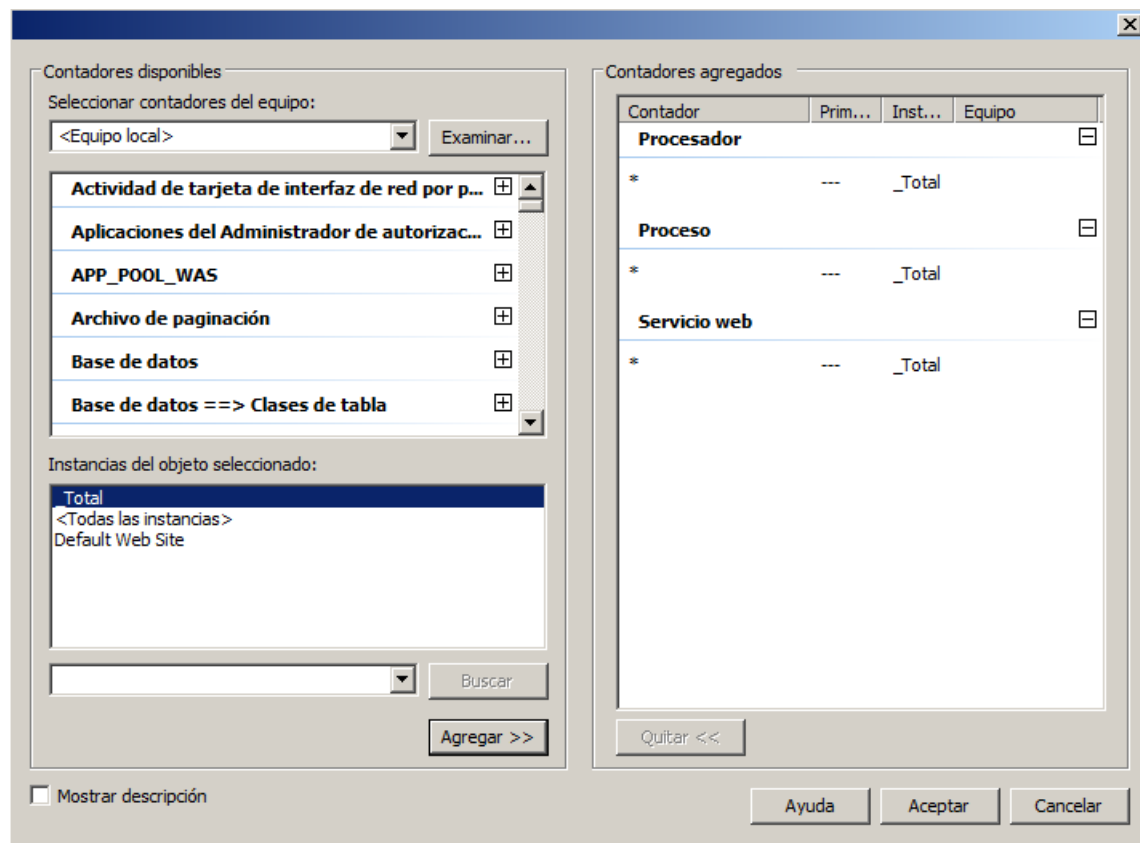 Contadores disponibles
Seleccionar contadores del equipo:
<Equipo local>
Examinar...
Actividad de tarjeta de interfaz de red por p...
Aplicaciones del Administrador de autorizac...
APP_POOL_WAS
Archivo de paginación
Base de datos
Base de datos ==> Clases de tabla
Instancias del objeto seleccionado:
_Total
<Todas las instancias>
Default Web Site
Buscar
Agregar >>
Mostrar descripción
Contadores agregados
Contador Prim... Inst... Equipo
Procesador
* --- _Total
Proceso
* --- _Total
Servicio web
* --- _Total
Quitar <<
Ayuda Aceptar Cancelar